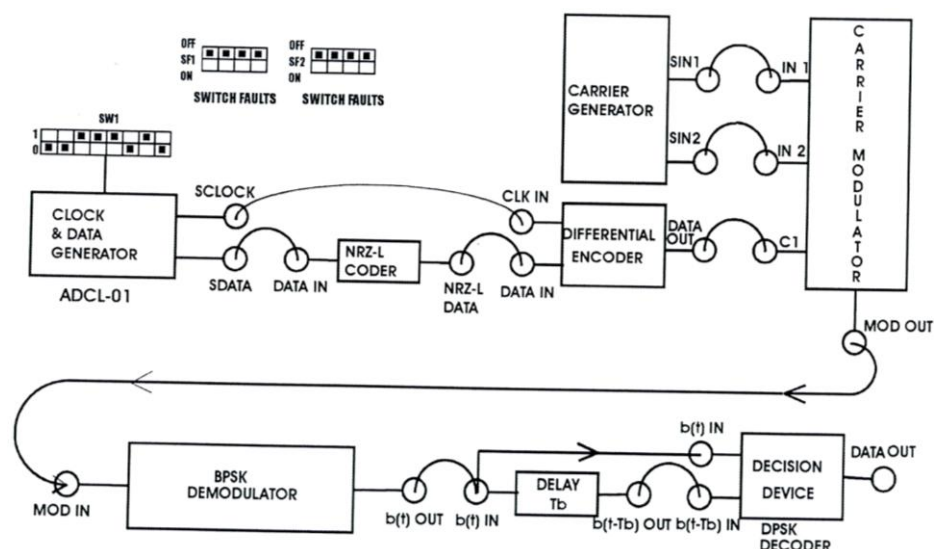 OFF
SF1
ON
SWITCH FAULTS
OFF
SF2
ON
SWITCH FAULTS
SW1
1
0
CLOCK
& DATA
GENERATOR
ADCL-01
SCLOCK
SDATA
DATA IN
NRZ-L
CODER
NRZ-L
DATA
CLK IN
DATA IN
DIFFERENTIAL
ENCODER
DATA
OUT
CARRIER
GENERATOR
SIN1
SIN2
IN 1
IN 2
C1
CARRIER MODULATOR
MOD OUT
MOD IN
BPSK
DEMODULATOR
b(t) OUT
b(t) IN
DELAY
Tb
b(t-Tb) OUT
b(t-Tb) IN
b(t) IN
DECISION
DEVICE
DPSK
DECODER
DATA OUT